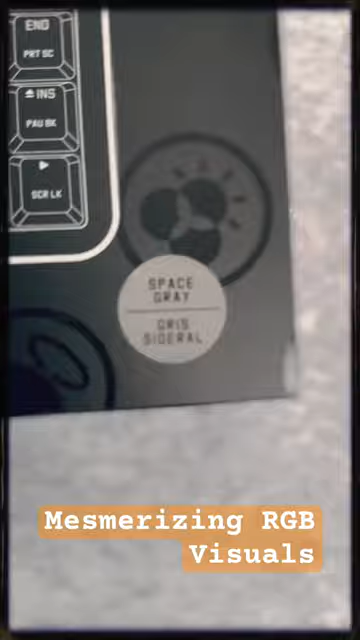 END
PRT SC
INS
PAU BK
SCR LK
SPACE
GRAY
GRIS
SIDERAL
Mesmerizing RGB
Visuals